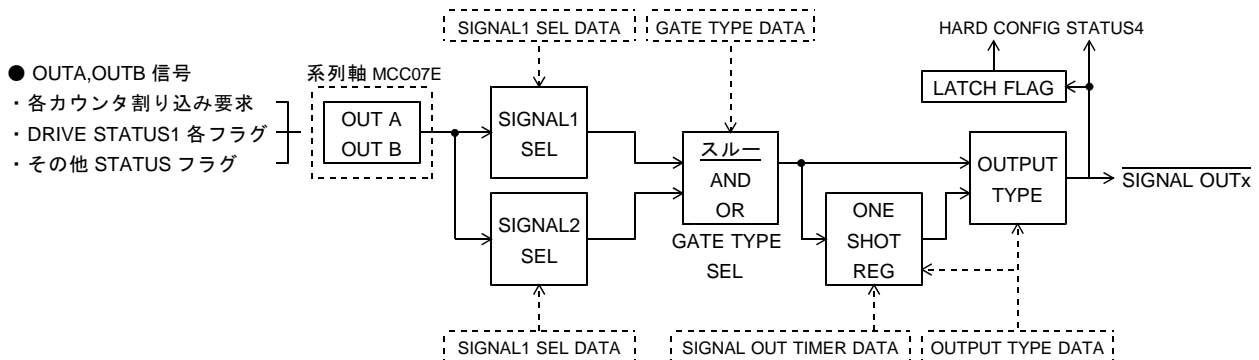 SIGNAL1 SEL DATA
GATE TYPE DATA
HARD CONFIG STATUS4
● OUTA,OUTB 信号
・各カウンタ割り込み要求
・DRIVE STATUS1 各フラグ
・その他 STATUS フラグ
系列軸 MCC07E
OUT A
OUT B
SIGNAL1
SEL
SIGNAL2
SEL
スルー
AND
OR
GATE TYPE
SEL
ONE
SHOT
REG
LATCH FLAG
OUTPUT
TYPE
SIGNAL OUTx
SIGNAL1 SEL DATA
SIGNAL OUT TIMER DATA
OUTPUT TYPE DATA